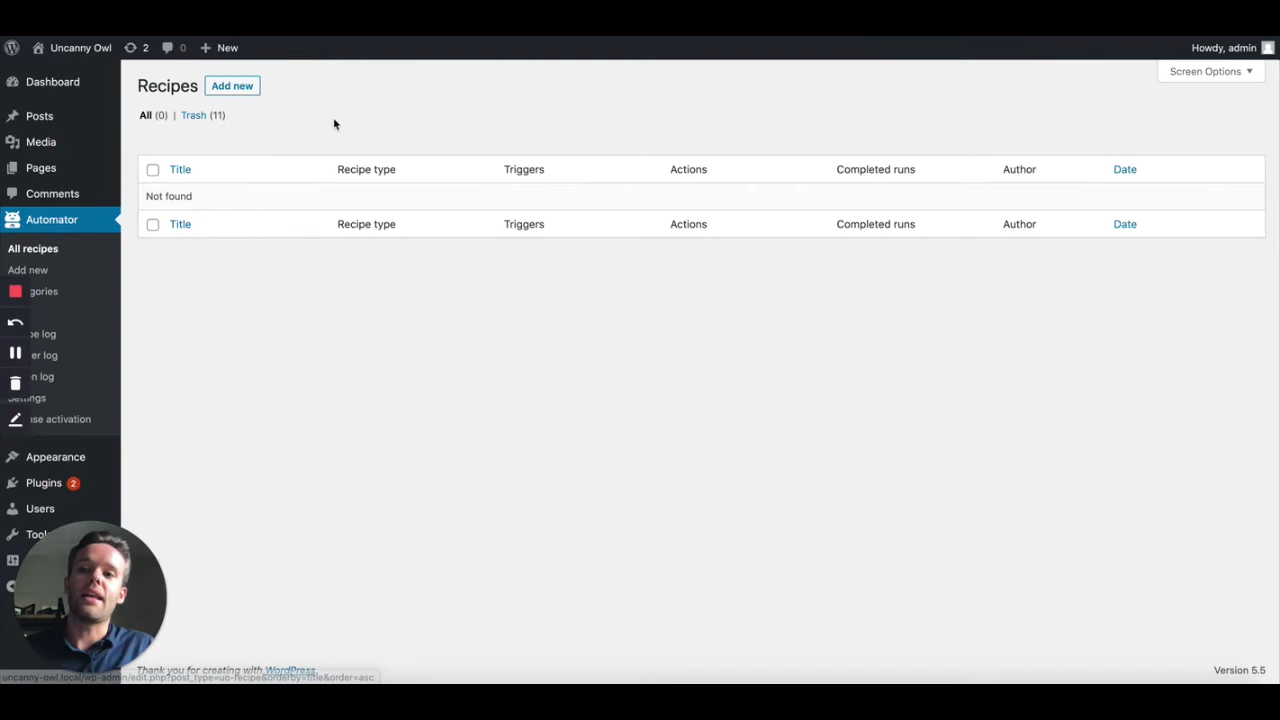 Uncanny Owl 2 0 New Howdy, admin
Screen Options
Recipes Add new
All (0) | Trash (11)
Title Recipe type Triggers Actions Completed runs Author Date
Not found
Title Recipe type Triggers Actions Completed runs Author Date
Dashboard
Posts
Media
Pages
Comments
Automator
All recipes
Add new
gories
pe log
er log
n log
Settings
use activation
Appearance
Plugins 2
Users
Tool
Thank you for creating with WordPress.
Version 5.5
uncanny-owl.local/wp-admin/edit.php?post_type=uo-recipe&orderby=title&order=asc